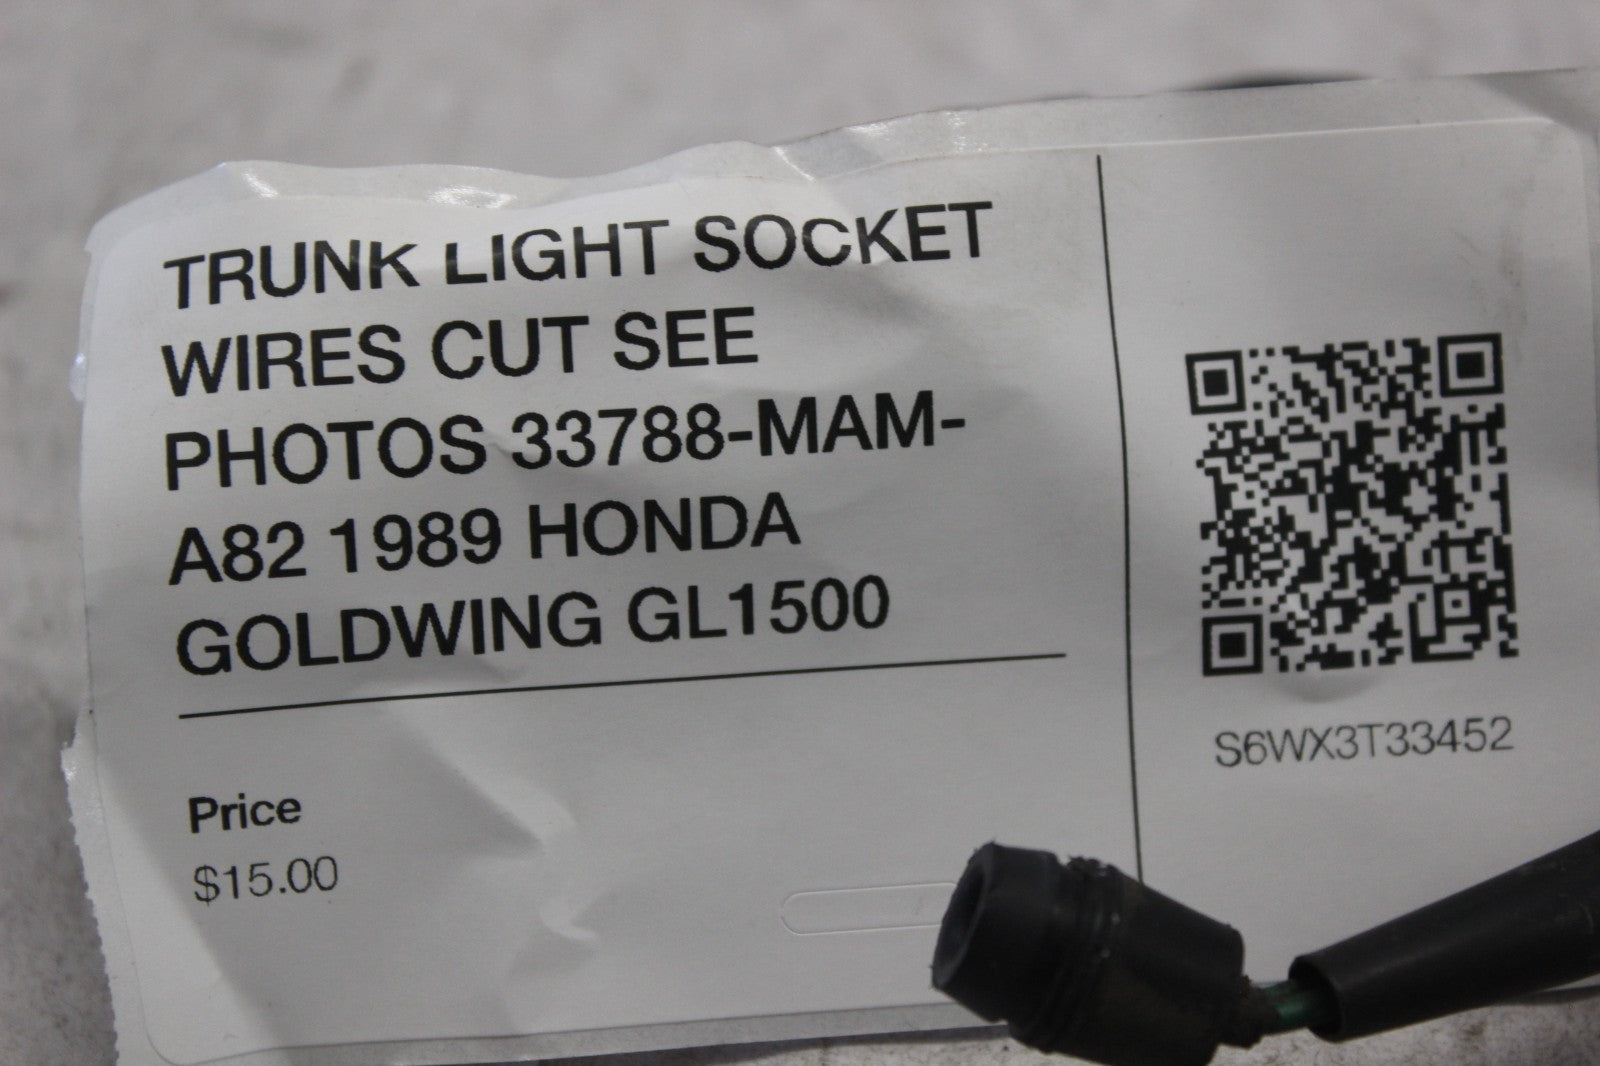 TRUNK LIGHT SOCKET
WIRES CUT SEE
PHOTOS 33788-MAM-
A82 1989 HONDA
GOLDWING GL1500
Price
$15.00
S6WX3T33452